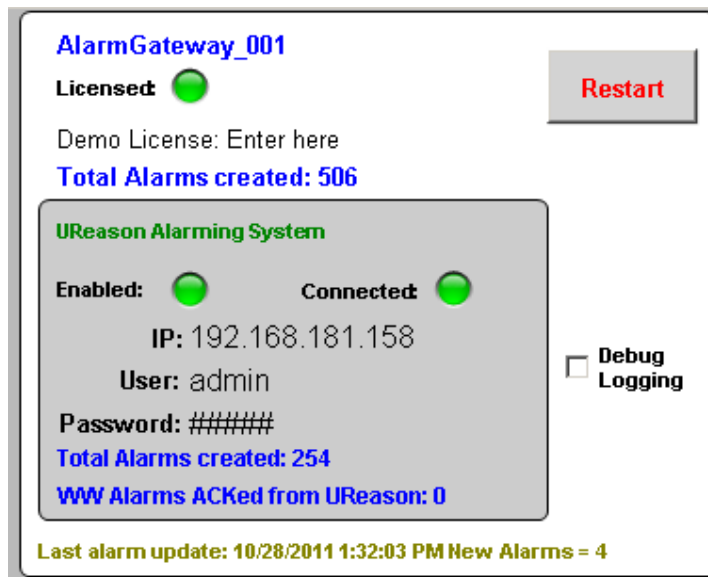 AlarmGateway_001
Licensed:
Restart
Demo License: Enter here
Total Alarms created: 506
UReason Alarming System
Enabled: Connected:
IP: 192.168.181.158
User: admin
Password: #####
Debug
Logging
Total Alarms created: 254
WW Alarms ACKed from UReason: 0
Last alarm update: 10/28/2011 1:32:03 PM New Alarms = 4